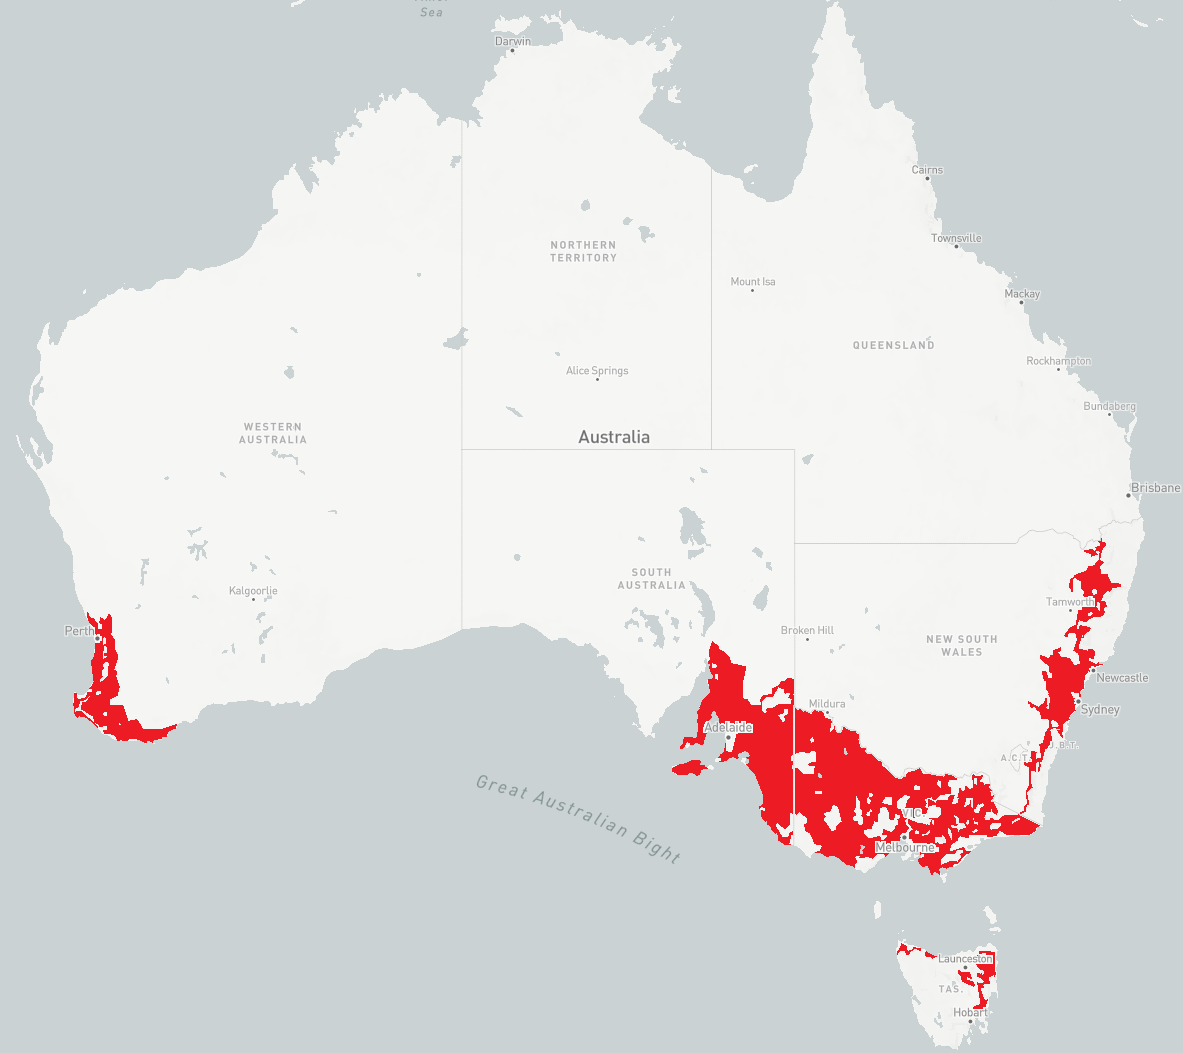 Sea
Darwin
Cairns
NORTHERN
TERRITORY
Townsville
Mount Isa
Mackay
QUEENSLAND
Rockhampton
Alice Springs
Bundaberg
WESTERN
AUSTRALIA
Australia
Brisbane
SOUTH
AUSTRALIA
Kalgoorlie
Tamworth
Perth
Broken Hill
NEW SOUTH
WALES
Newcastle
Mildura
Sydney
Adelaide
J.B.T.
A.C.T.
Great Australian Bight
VIC.
Melbourne
Launceston
TAS.
Hobart